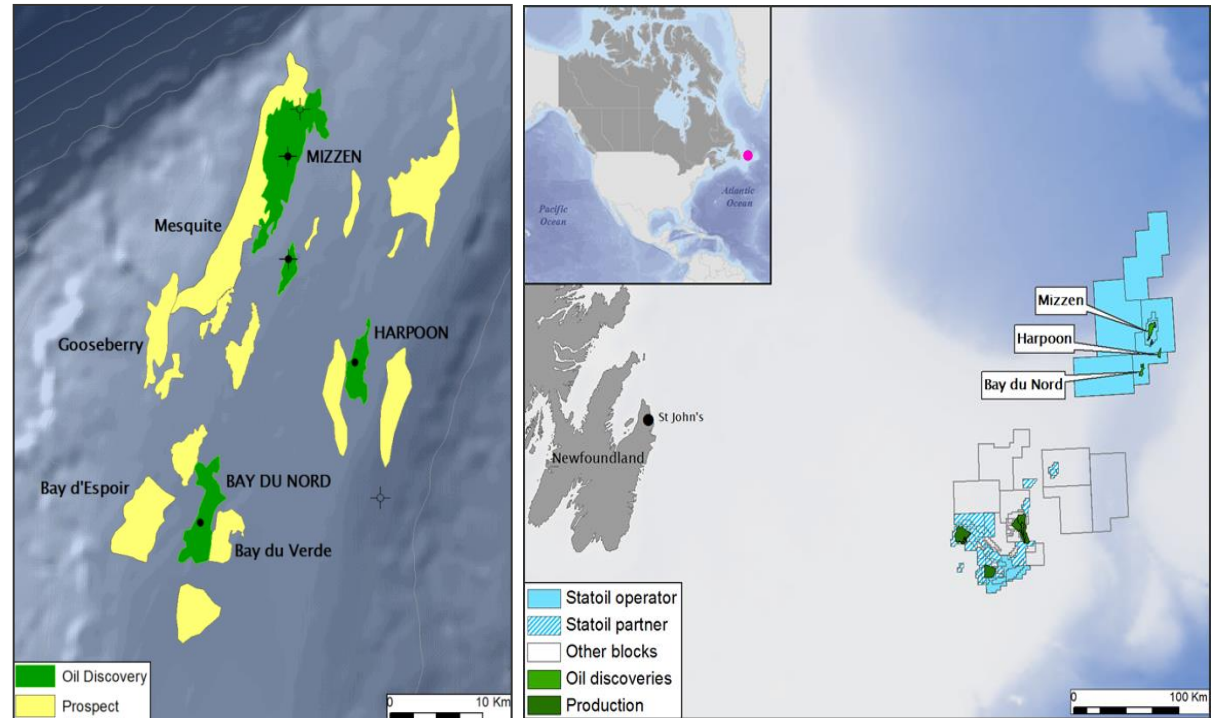 MIZZEN
Mesquite
HARPOON
Gooseberry
BAY DU NORD
Bay d'Espoir
Bay du Verde
Oil Discovery
Prospect
0 10 Km
Pacific
Ocean
Atlantic
Ocean
Mizzen
Harpoon
Bay du Nord
St John's
Newfoundland
Statoil operator
Statoil partner
Other blocks
Oil discoveries
Production
0 100 Km